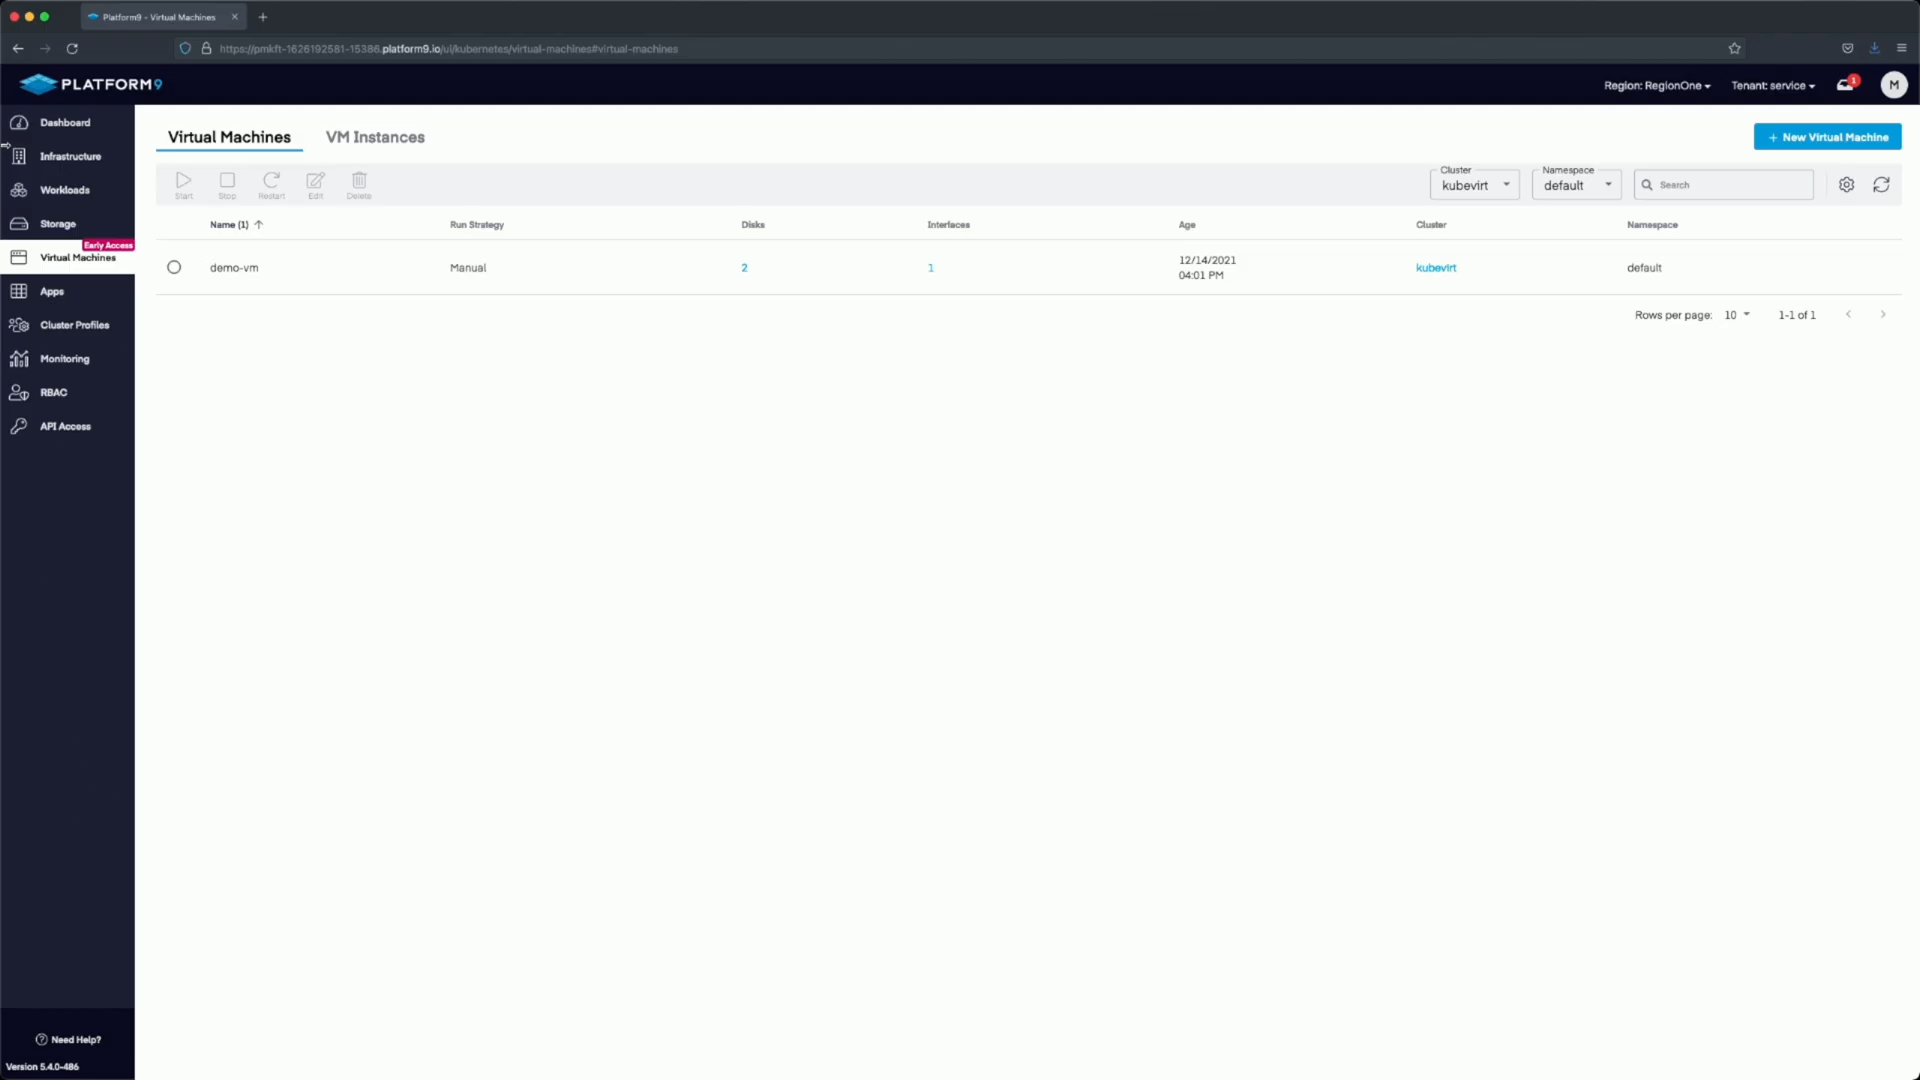 Platform9 - Virtual Machines
https://pmkft-1626192581-15386.platform9.io/ui/kubernetes/virtual-machines#virtual-machines
PLATFORM9
Region: RegionOne
Tenant: service
1
M
Dashboard
Infrastructure
Workloads
Storage
Early Access
Virtual Machines
Apps
Cluster Profiles
Monitoring
RBAC
API Access
Need Help?
Version 5.4.0-486
Virtual Machines
VM Instances
+ New Virtual Machine
Start
Stop
Restart
Edit
Delete
Cluster
kubevirt
Namespace
default
Search
Name (1)
Run Strategy
Disks
Interfaces
Age
Cluster
Namespace
demo-vm
Manual
2
1
12/14/2021
04:01 PM
kubevirt
default
Rows per page: 10
1-1 of 1